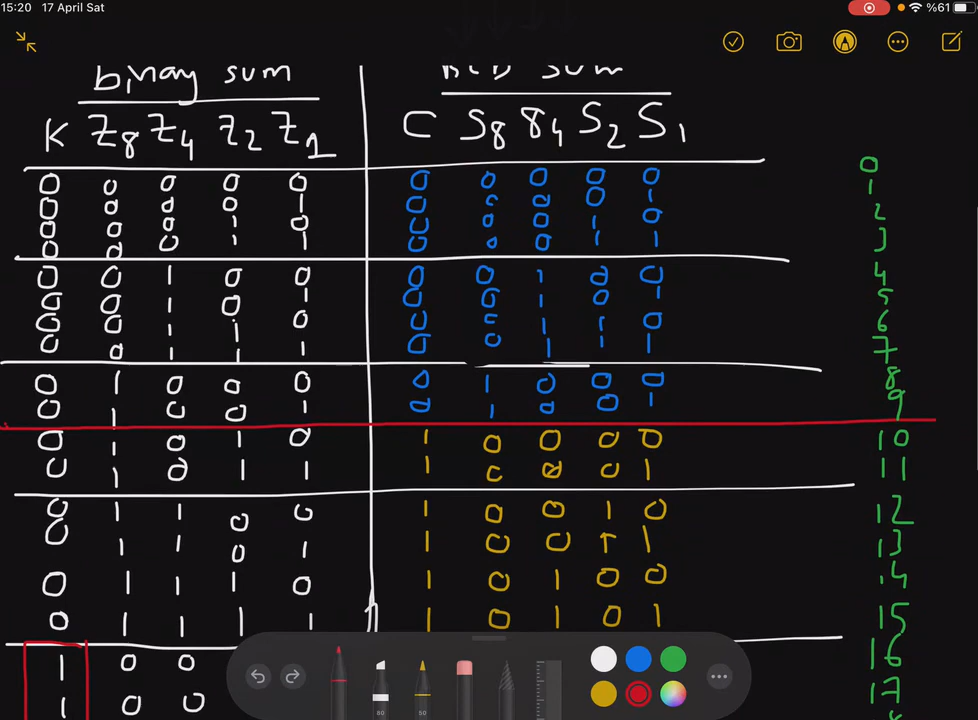 15:20 17 April Sat %61
binary sum BCD sum
K Z8 Z4 Z2 Z1 C S8 84 S2 S1
0 0 0 0 0 0 0 0 0 0 0
0 0 0 0 1 0 0 0 0 1 1
0 0 0 1 0 0 0 0 1 0 2
0 0 0 1 1 0 0 0 1 1 3
0 0 1 0 0 0 0 1 0 0 4
0 0 1 0 1 0 0 1 0 1 5
0 0 1 1 0 0 0 1 1 0 6
0 0 1 1 1 0 0 1 1 1 7
0 1 0 0 0 0 1 0 0 0 8
0 1 0 0 1 0 1 0 0 1 9
0 1 0 1 0 1 0 0 0 0 10
0 1 0 1 1 1 0 0 0 1 11
0 1 1 0 0 1 0 0 1 0 12
0 1 1 0 1 1 0 0 1 1 13
0 1 1 1 0 1 0 1 0 0 14
0 1 1 1 1 1 0 1 0 1 15
1 0 0 16
1 0 0 17
80 50